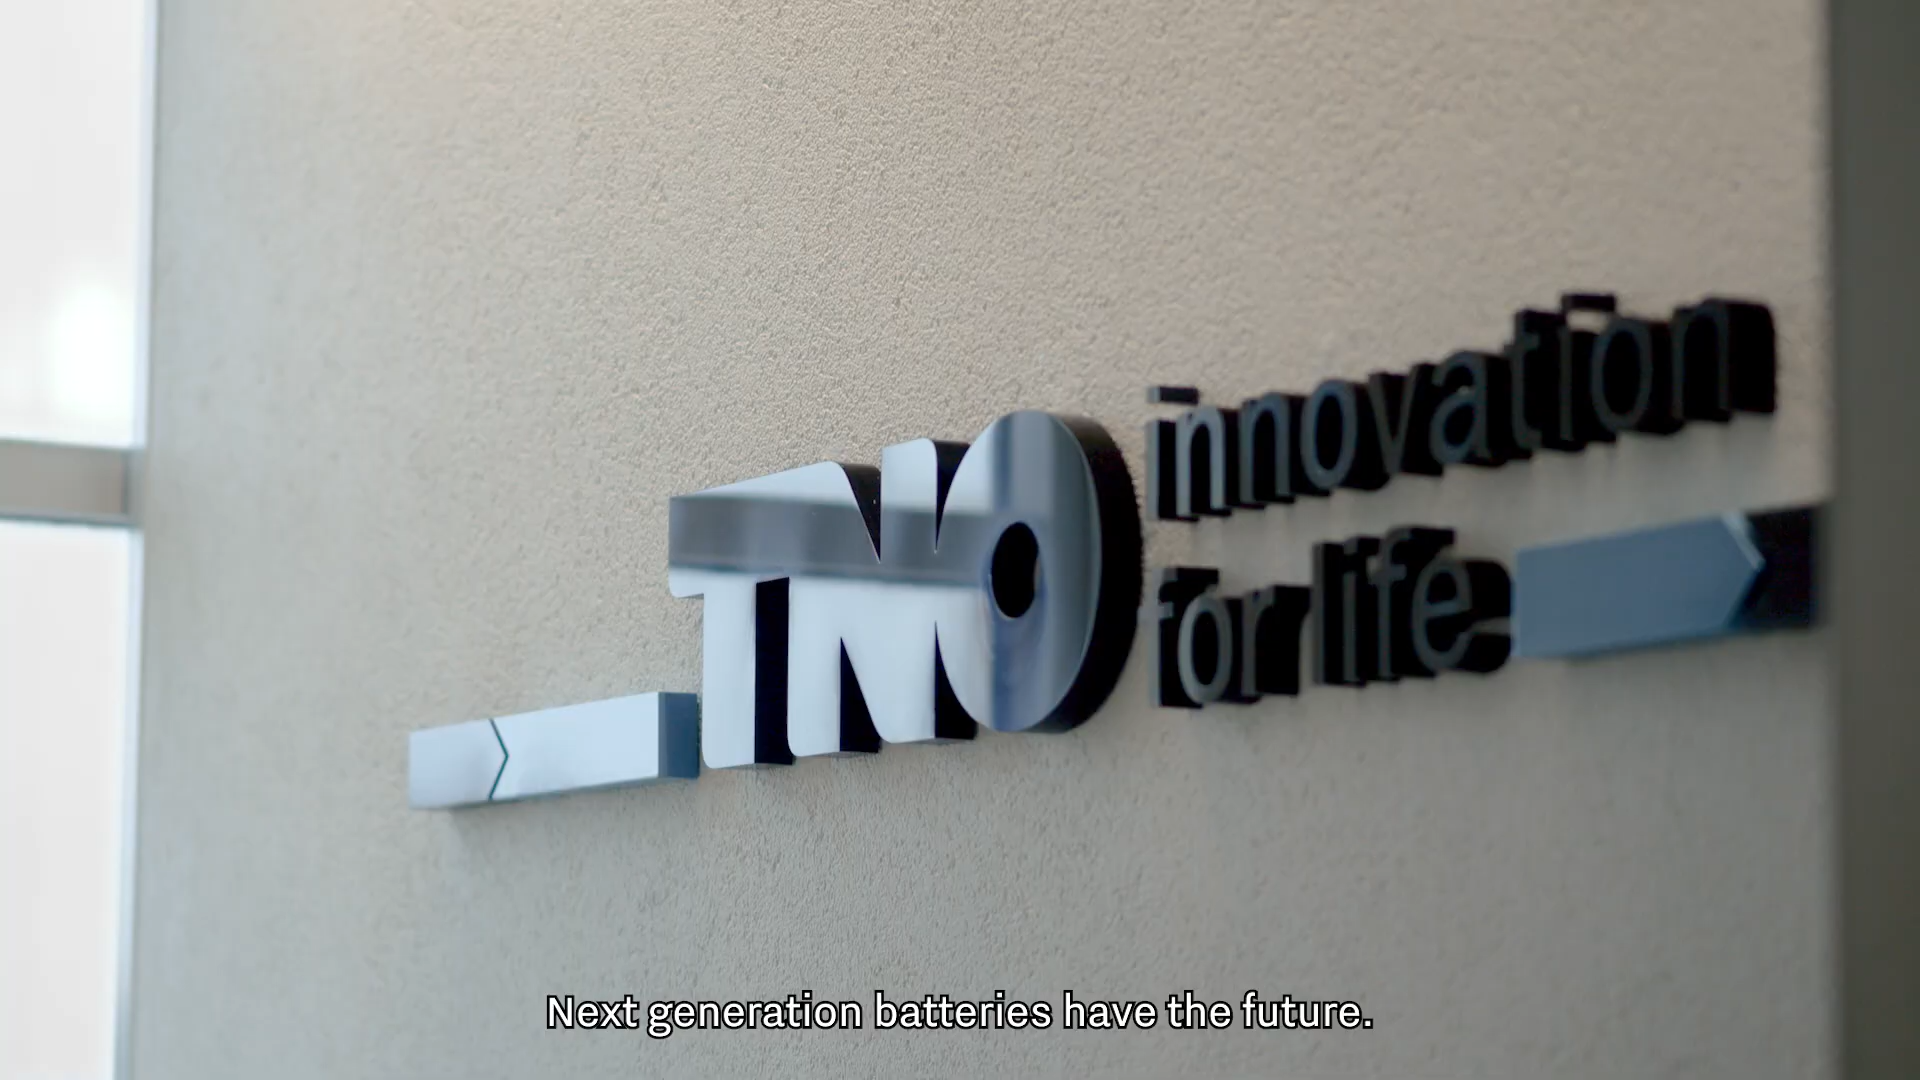 TNO
innovation
for life
Next generation batteries have the future.